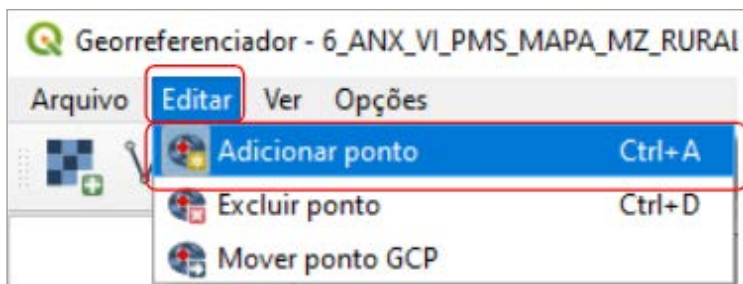 Georreferenciador - 6_ANX_VI_PMS_MAPA_MZ_RURAL
Arquivo Editar Ver Opções
Adicionar ponto Ctrl+A
Excluir ponto Ctrl+D
Mover ponto GCP